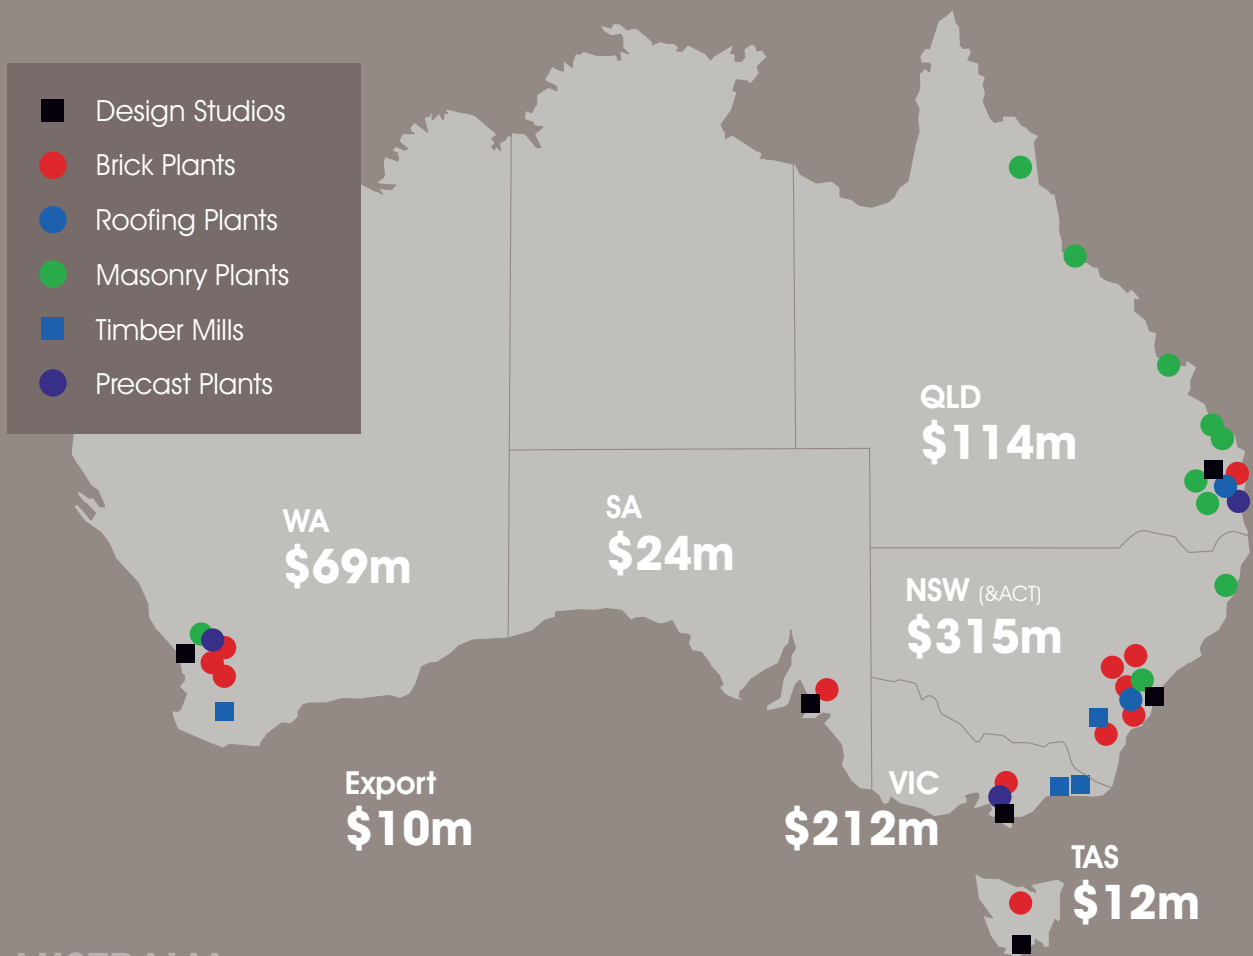 Design Studios
Brick Plants
Roofing Plants
Masonry Plants
Timber Mills
Precast Plants
QLD
$114m
WA
$69m
SA
$24m
NSW (&ACT)
$315m
Export
$10m
VIC
$212m
TAS
$12m
AUSTRALIA